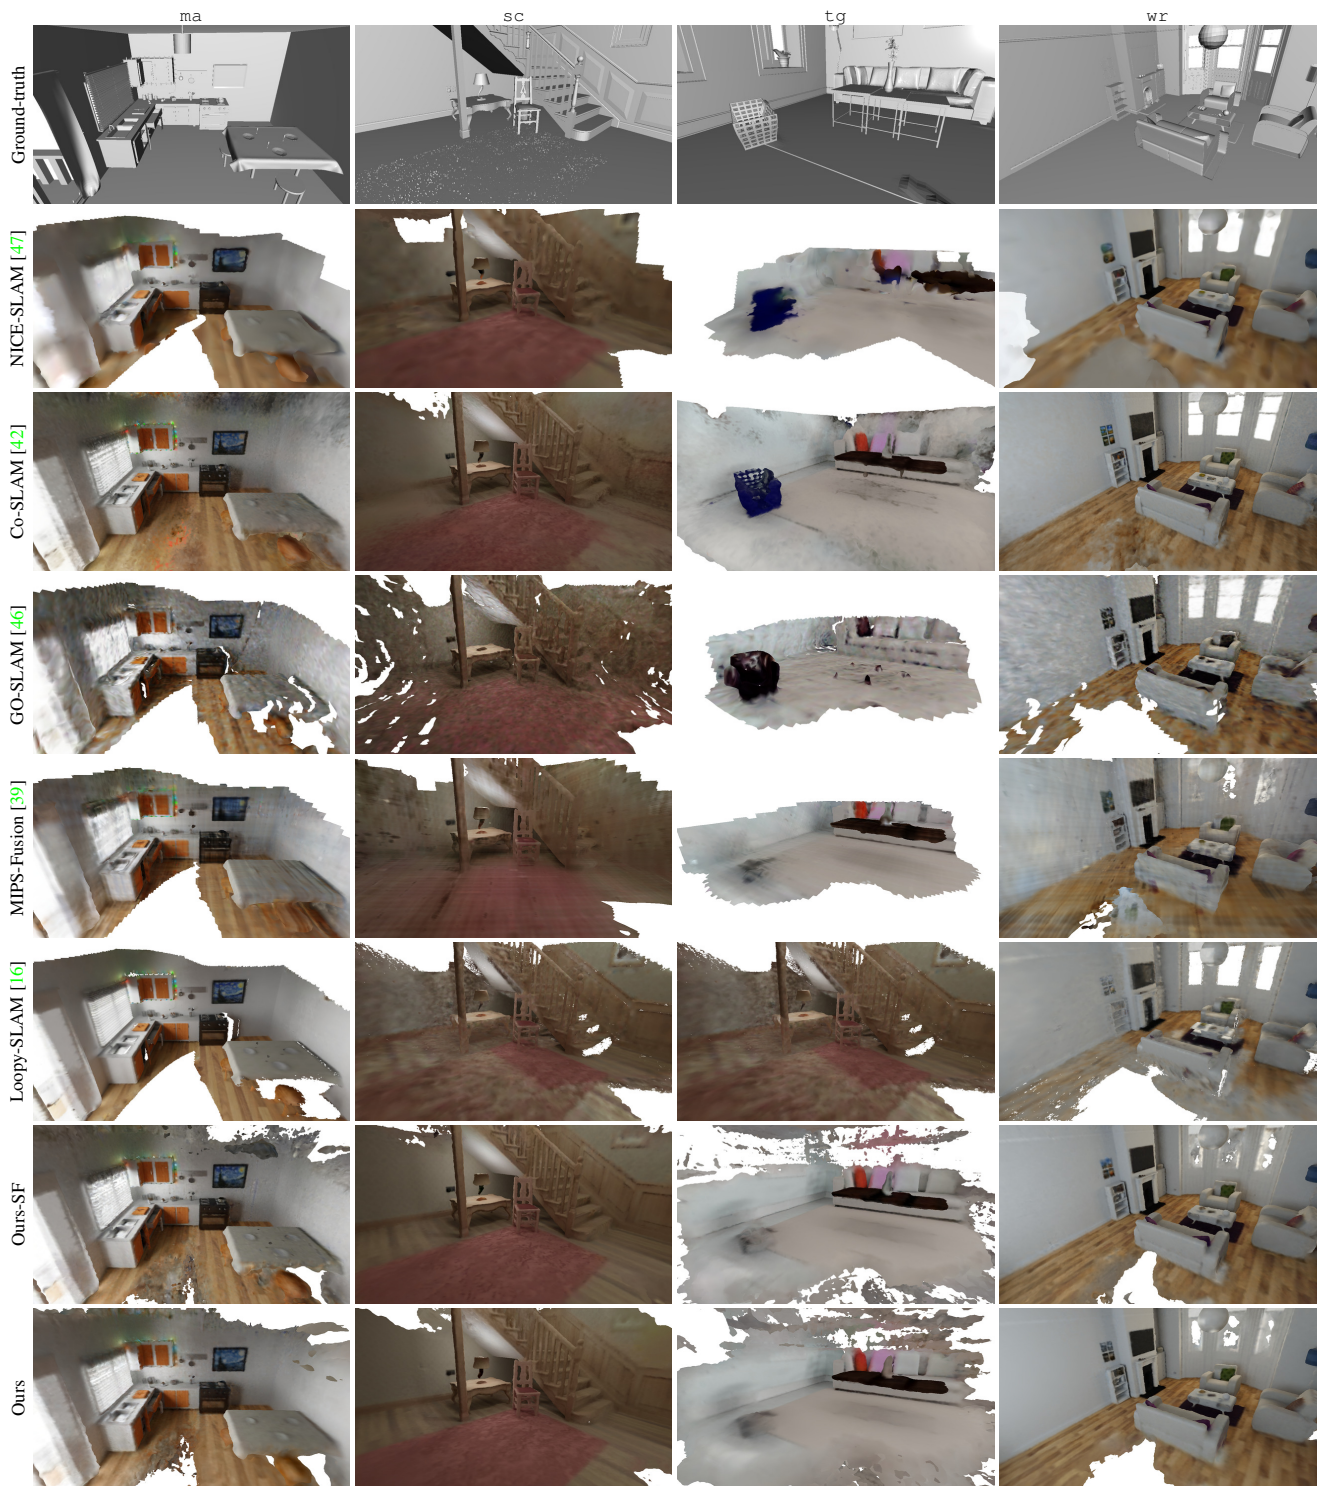 ma sc tg wr
Ground-truth
NICE-SLAM [47]
Co-SLAM [42]
GO-SLAM [46]
MIPS-Fusion [39]
Loopy-SLAM [16]
Ours-SF
Ours